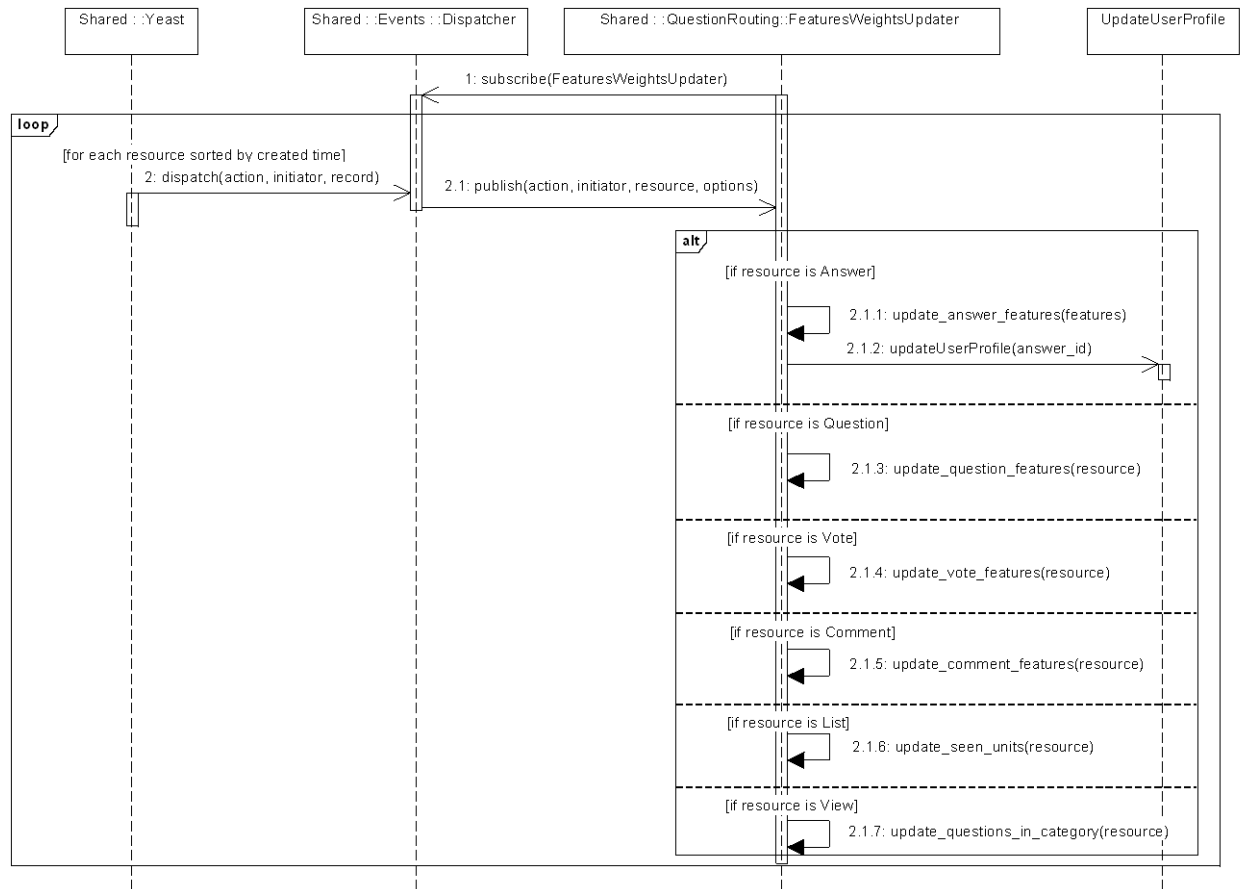 Shared : :Yeast
Shared : :Events : :Dispatcher
Shared : :QuestionRouting::FeaturesWeightsUpdater
UpdateUserProfile
1: subscribe(FeaturesWeightsUpdater)
loop
[for each resource sorted by created time]
2: dispatch(action, initiator, record)
2.1: publish(action, initiator, resource, options)
alt
[if resource is Answer]
2.1.1: update_answer_features(features)
2.1.2: updateUserProfile(answer_id)
[if resource is Question]
2.1.3: update_question_features(resource)
[if resource is Vote]
2.1.4: update_vote_features(resource)
[if resource is Comment]
2.1.5: update_comment_features(resource)
[if resource is List]
2.1.6: update_seen_units(resource)
[if resource is View]
2.1.7: update_questions_in_category(resource)